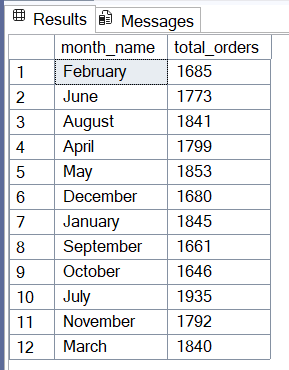 Results Messages
month_name total_orders
1 February 1685
2 June 1773
3 August 1841
4 April 1799
5 May 1853
6 December 1680
7 January 1845
8 September 1661
9 October 1646
10 July 1935
11 November 1792
12 March 1840